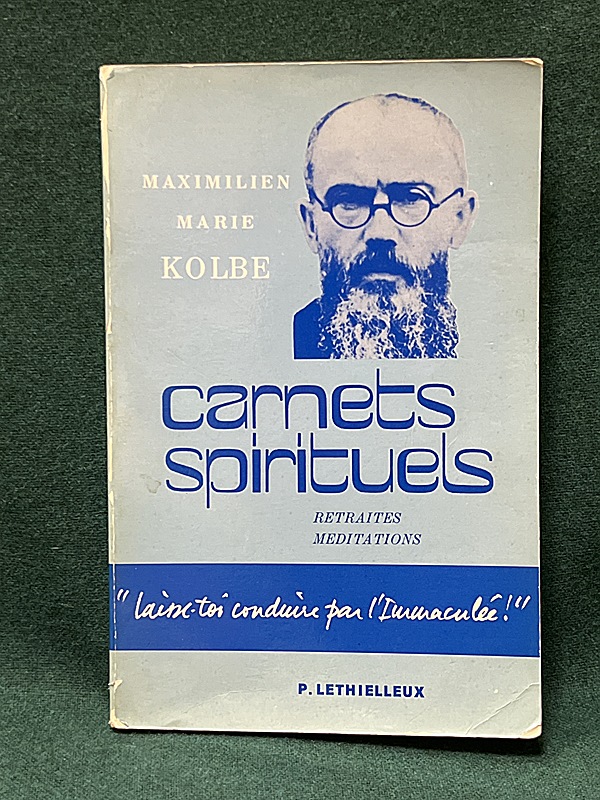 MAXIMILIEN
MARIE
KOLBE
carnets
spirituels
RETRAITES
MEDITATIONS
"Laisse-toi conduire par l'Immaculée!"
P. LETHIELLEUX